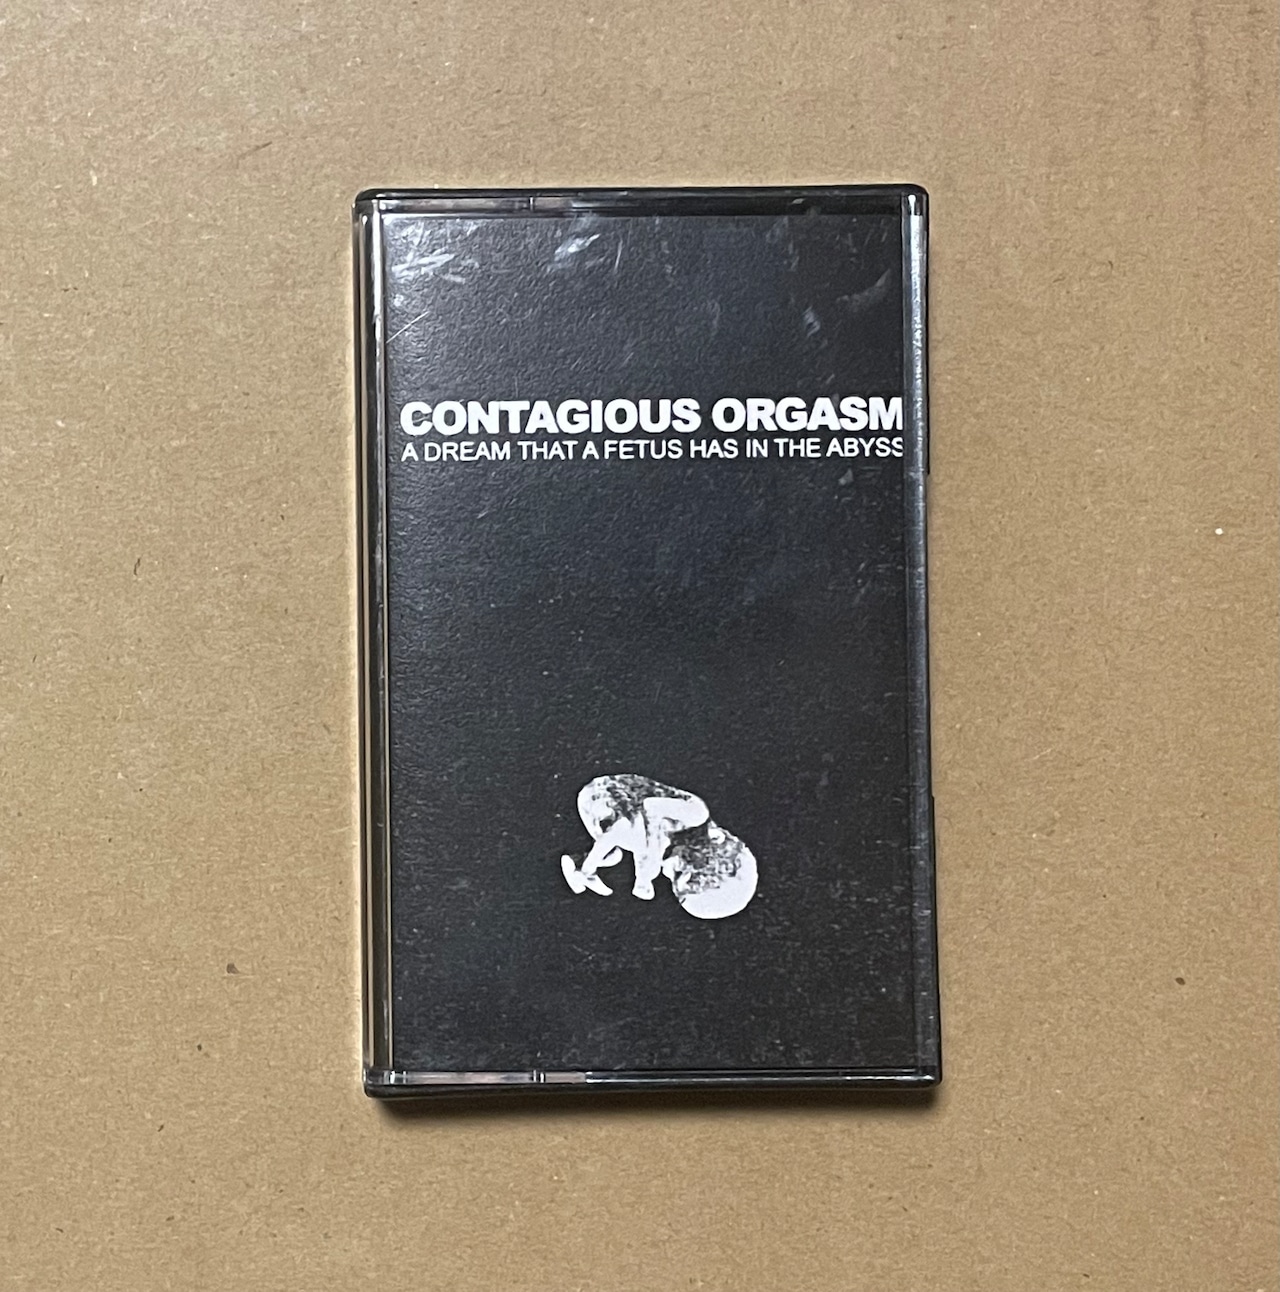 CONTAGIOUS ORGASM
A DREAM THAT A FETUS HAS IN THE ABYSS